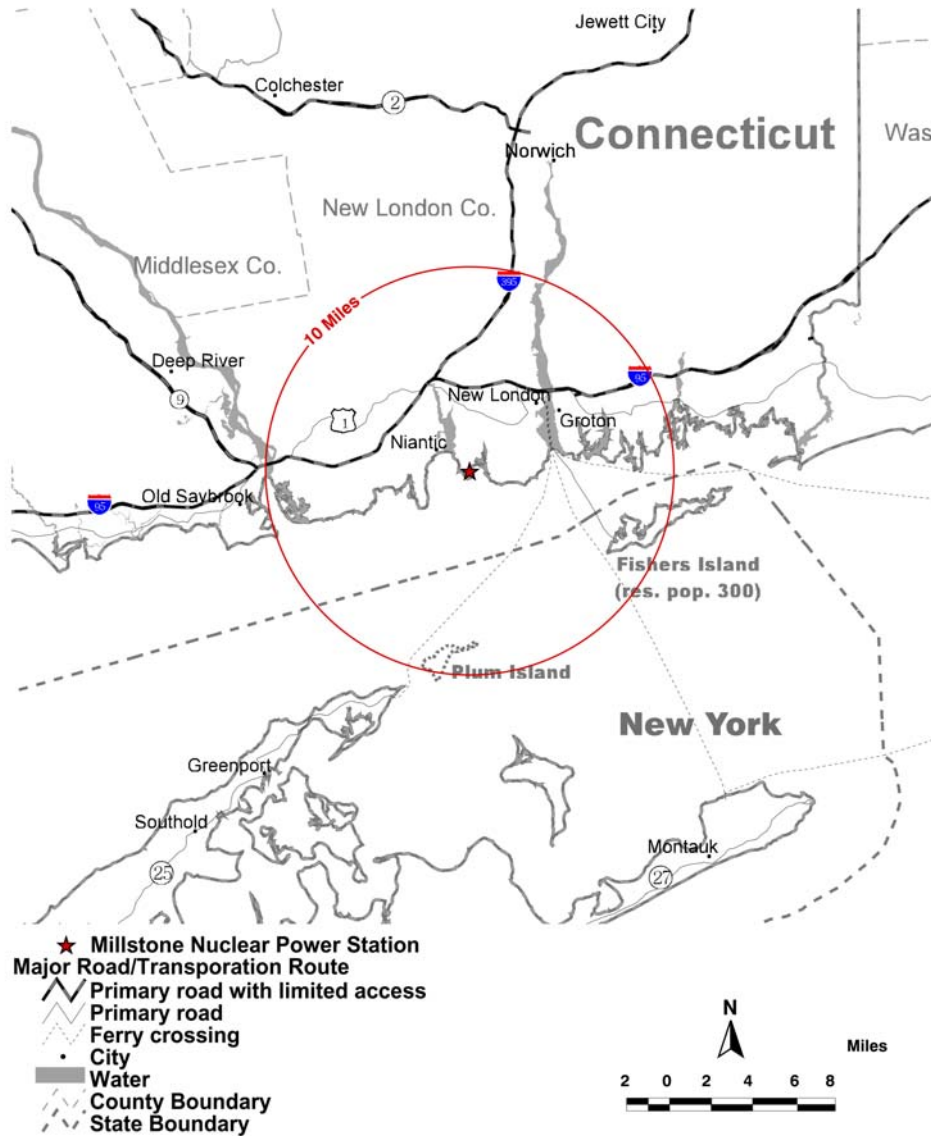 Jewett City
Colchester
2
Connecticut
Was
Norwich
New London Co.
Middlesex Co.
395
10 Miles
Deep River
9
95
New London
Groton
1
Niantic
Old Saybrook
95
Fishers Island
(res. pop. 300)
Plum Island
New York
Greenport
Southold
Montauk
25
27
Millstone Nuclear Power Station
Major Road/Transporation Route
Primary road with limited access
Primary road
Ferry crossing
City
Water
County Boundary
State Boundary
N
Miles
2 0 2 4 6 8